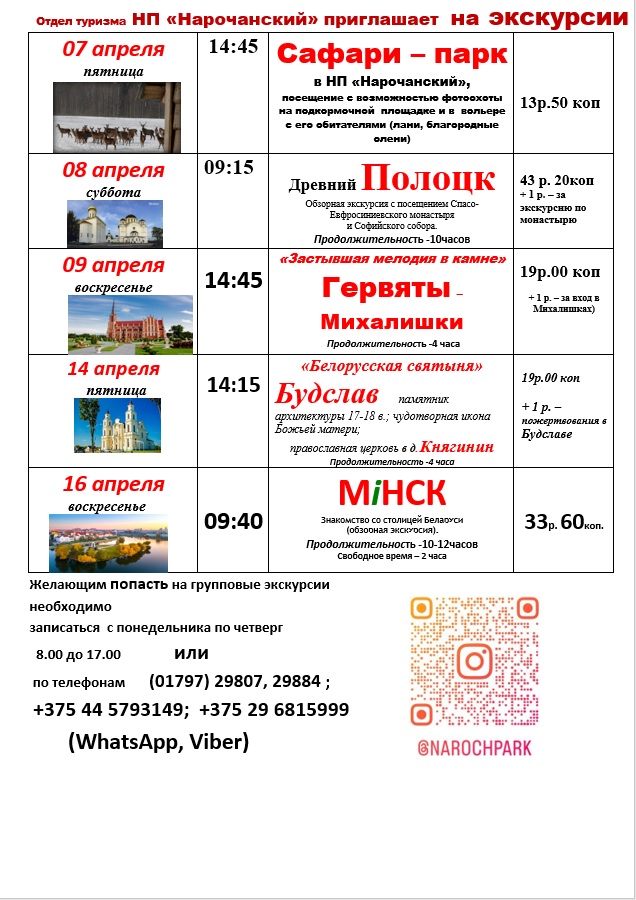 Отдел туризма НП «Нарочанский» приглашает на экскурсии
07 апреля
пятница
14:45
Сафари – парк
в НП «Нарочанский»,
посещение с возможностью фотоохоты
на подкормочной площадке и в вольере
с его обитателями (лани, благородные
олени)
13р.50 коп
08 апреля
суббота
09:15
Древний Полоцк
Обзорная экскурсия с посещением Спасо-
Евфросиниевского монастыря
и Софийского собора.
Продолжительность -10часов
43 р. 20коп
+ 1 р. – за
экскурсию по
монастырю
09 апреля
воскресенье
14:45
«Застывшая мелодия в камне»
Гервяты –
Михалишки
Продолжительность -4 часа
19р.00 коп
+ 1 р. – за вход в
Михалишках)
14 апреля
пятница
14:15
«Белорусская святыня»
Будслав памятник
архитектуры 17-18 в.; чудотворная икона
Божьей матери;
православная церковь в д.Княгинин
Продолжительность -4 часа
19р.00 коп
+ 1 р. –
пожертвования в
Будславе
16 апреля
воскресенье
09:40
МіНСК
Знакомство со столицей Беларуси
(обзорная экскурсия).
Продолжительность -10-12часов
Свободное время – 2 часа
33р. 60коп.
Желающим попасть на групповые экскурсии
необходимо
записаться с понедельника по четверг
8.00 до 17.00 или
по телефонам (01797) 29807, 29884 ;
+375 44 5793149; +375 29 6815999
(WhatsApp, Viber)
@NAROCHPARK